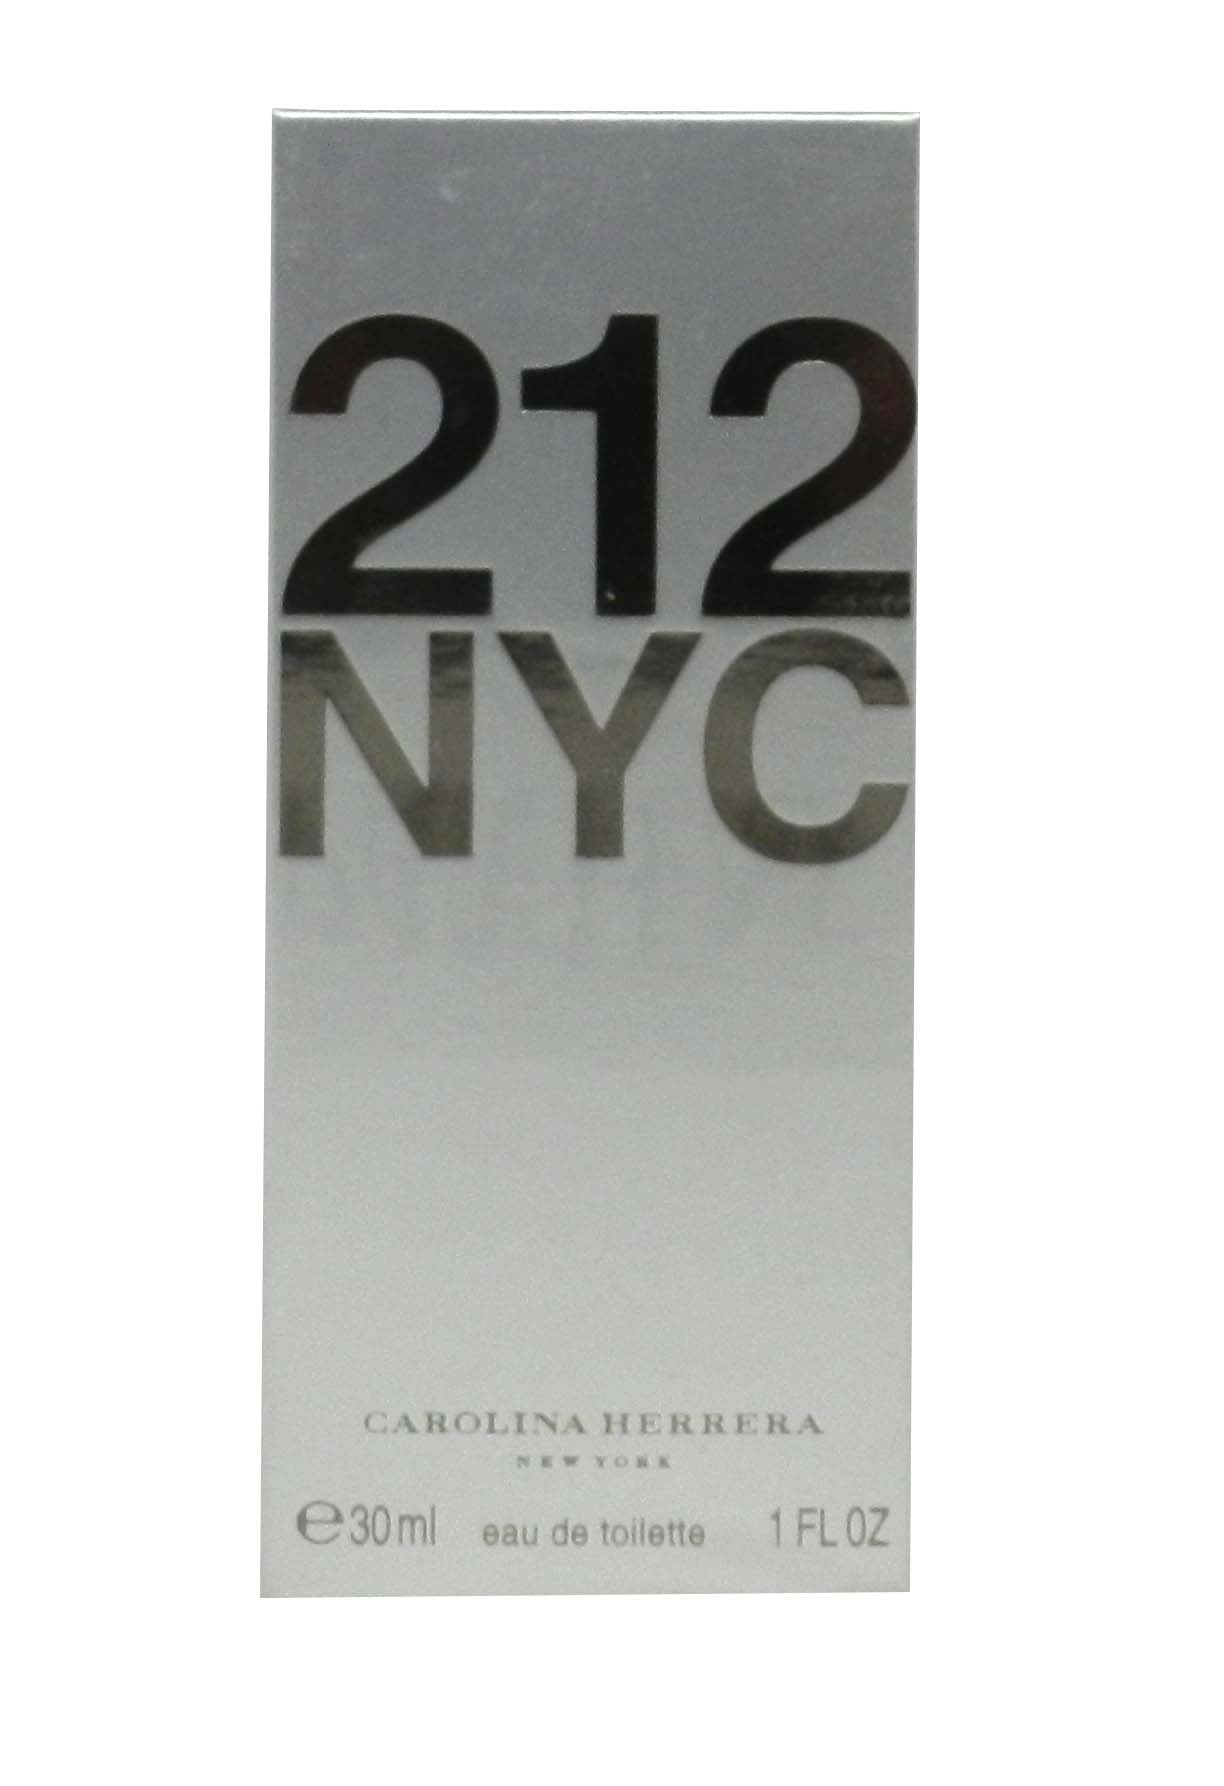 212
NYC
CAROLINA HERRERA
NEW YORK
℮30ml eau de toilette 1 FL OZ